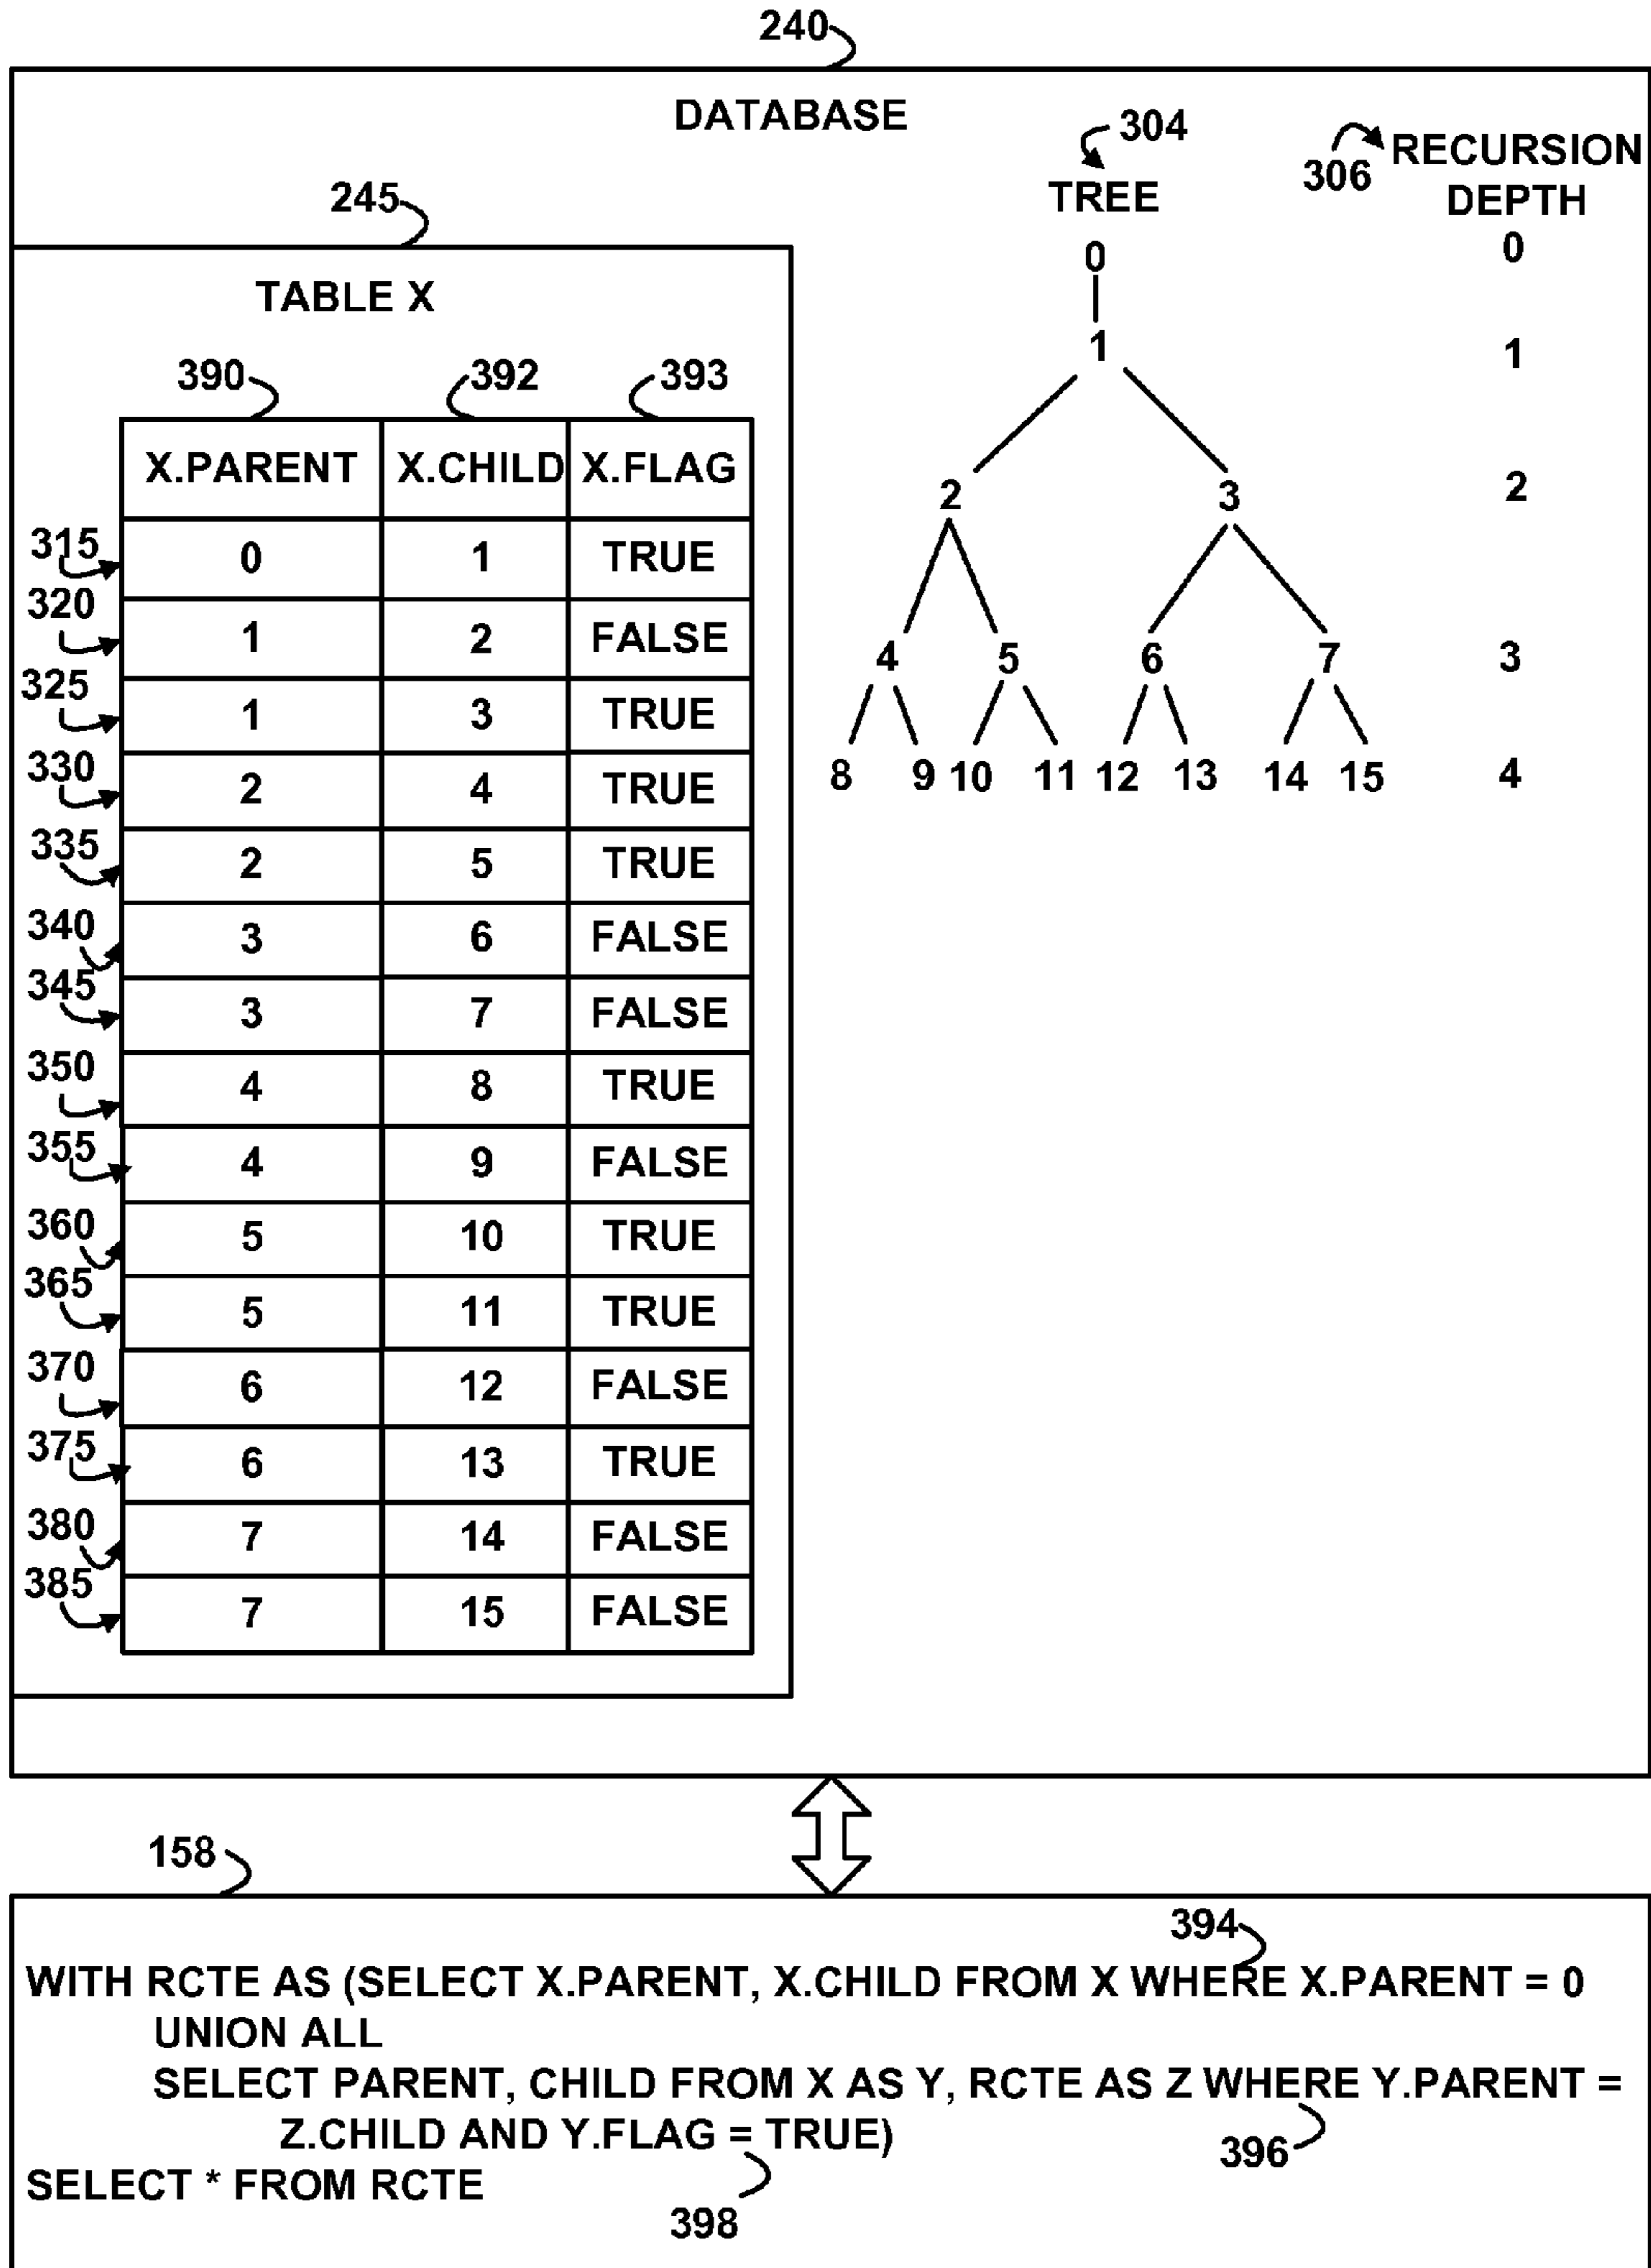 240
DATABASE
304
306
RECURSION
DEPTH
TREE
245
TABLE X
390 392 393
X.PARENT X.CHILD X.FLAG
315 0 1 TRUE
320 1 2 FALSE
325 1 3 TRUE
330 2 4 TRUE
335 2 5 TRUE
340 3 6 FALSE
345 3 7 FALSE
350 4 8 TRUE
355 4 9 FALSE
360 5 10 TRUE
365 5 11 TRUE
370 6 12 FALSE
375 6 13 TRUE
380 7 14 FALSE
385 7 15 FALSE
0 0
1 1
2 3 2
4 5 6 7 3
8 9 10 11 12 13 14 15 4
158
394
WITH RCTE AS (SELECT X.PARENT, X.CHILD FROM X WHERE X.PARENT = 0
UNION ALL
SELECT PARENT, CHILD FROM X AS Y, RCTE AS Z WHERE Y.PARENT =
Z.CHILD AND Y.FLAG = TRUE)
396
SELECT * FROM RCTE
398